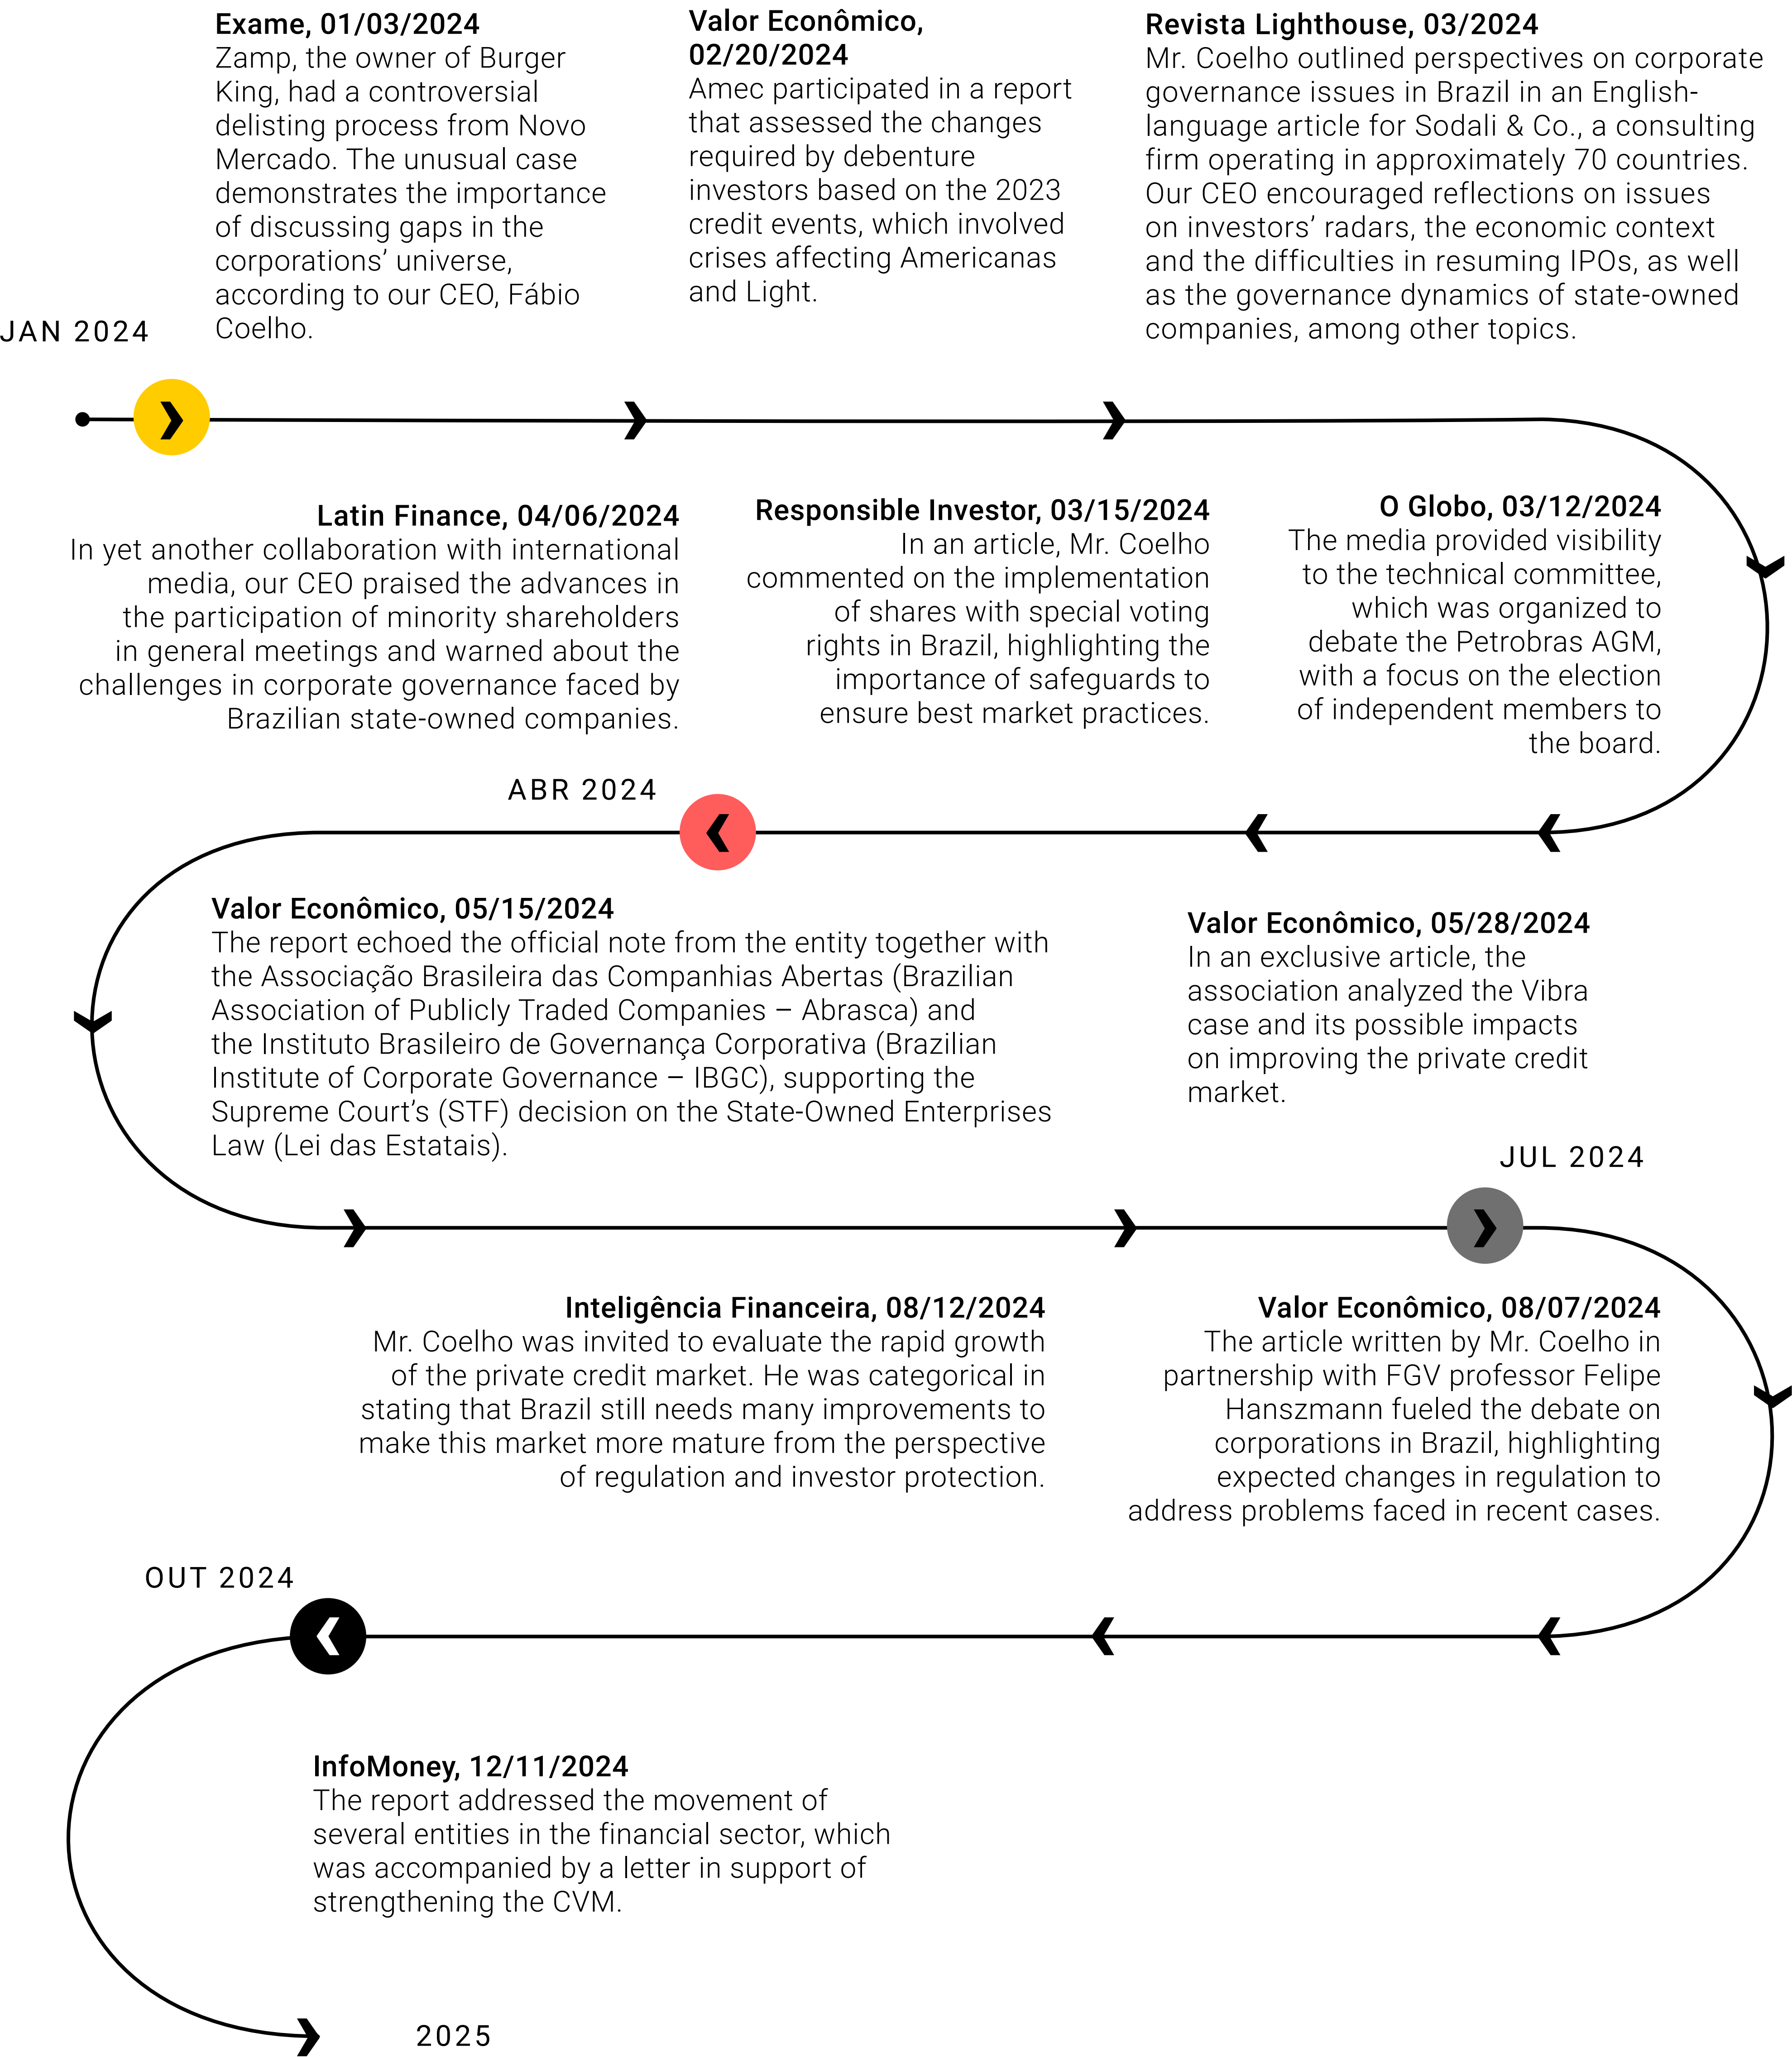 Exame, 01/03/2024
Zamp, the owner of Burger
King, had a controversial
delisting process from Novo
Mercado. The unusual case
demonstrates the importance
of discussing gaps in the
corporations’ universe,
according to our CEO, Fábio
Coelho.
Valor Econômico,
02/20/2024
Amec participated in a report
that assessed the changes
required by debenture
investors based on the 2023
credit events, which involved
crises affecting Americanas
and Light.
Revista Lighthouse, 03/2024
Mr. Coelho outlined perspectives on corporate
governance issues in Brazil in an English-
language article for Sodali & Co., a consulting
firm operating in approximately 70 countries.
Our CEO encouraged reflections on issues
on investors’ radars, the economic context
and the difficulties in resuming IPOs, as well
as the governance dynamics of state-owned
companies, among other topics.
JAN 2024
O Globo, 03/12/2024
The media provided visibility
to the technical committee,
which was organized to
debate the Petrobras AGM,
with a focus on the election
of independent members to
the board.
Responsible Investor, 03/15/2024
In an article, Mr. Coelho
commented on the implementation
of shares with special voting
rights in Brazil, highlighting the
importance of safeguards to
ensure best market practices.
Latin Finance, 04/06/2024
In yet another collaboration with international
media, our CEO praised the advances in
the participation of minority shareholders
in general meetings and warned about the
challenges in corporate governance faced by
Brazilian state-owned companies.
ABR 2024
Valor Econômico, 05/15/2024
The report echoed the official note from the entity together with
the Associação Brasileira das Companhias Abertas (Brazilian
Association of Publicly Traded Companies – Abrasca) and
the Instituto Brasileiro de Governança Corporativa (Brazilian
Institute of Corporate Governance – IBGC), supporting the
Supreme Court’s (STF) decision on the State-Owned Enterprises
Law (Lei das Estatais).
Valor Econômico, 05/28/2024
In an exclusive article, the
association analyzed the Vibra
case and its possible impacts
on improving the private credit
market.
JUL 2024
Valor Econômico, 08/07/2024
The article written by Mr. Coelho in
partnership with FGV professor Felipe
Hanszmann fueled the debate on
corporations in Brazil, highlighting
expected changes in regulation to
address problems faced in recent cases.
Inteligência Financeira, 08/12/2024
Mr. Coelho was invited to evaluate the rapid growth
of the private credit market. He was categorical in
stating that Brazil still needs many improvements to
make this market more mature from the perspective
of regulation and investor protection.
OUT 2024
InfoMoney, 12/11/2024
The report addressed the movement of
several entities in the financial sector, which
was accompanied by a letter in support of
strengthening the CVM.
2025